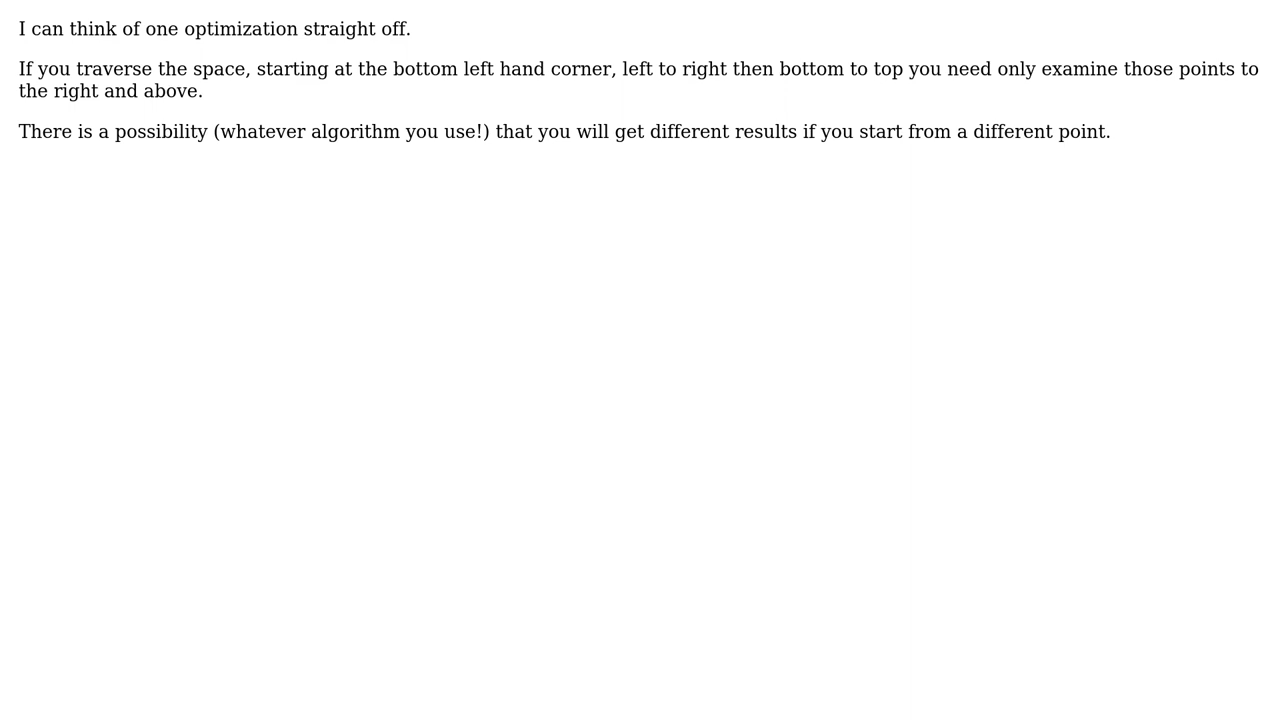 I can think of one optimization straight off.
If you traverse the space, starting at the bottom left hand corner, left to right then bottom to top you need only examine those points to
the right and above.
There is a possibility (whatever algorithm you use!) that you will get different results if you start from a different point.